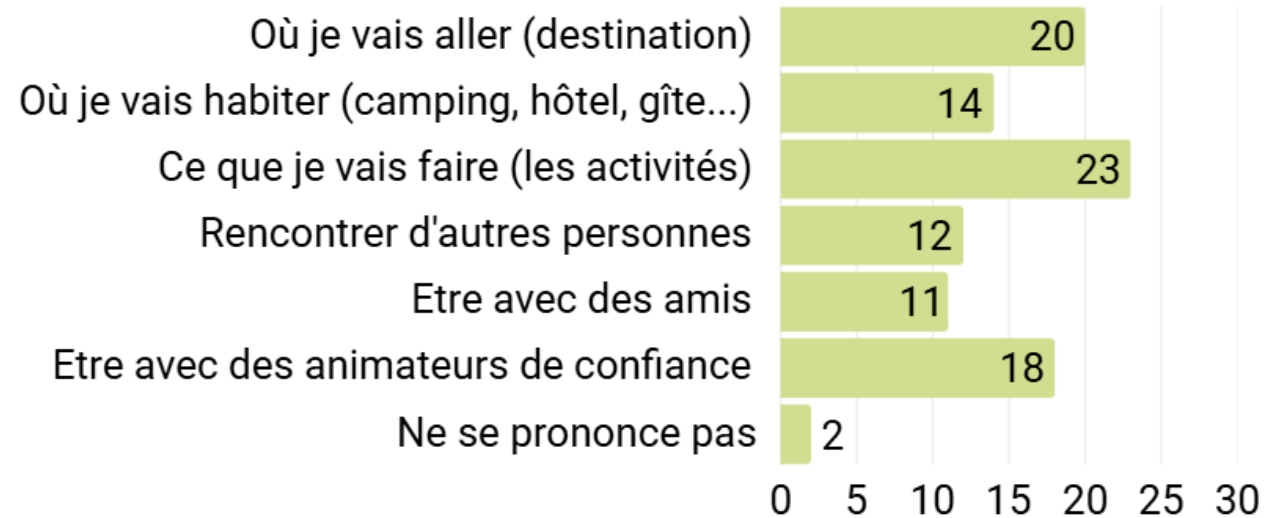 Où je vais aller (destination) 20
Où je vais habiter (camping, hôtel, gîte...) 14
Ce que je vais faire (les activités) 23
Rencontrer d'autres personnes 12
Etre avec des amis 11
Etre avec des animateurs de confiance 18
Ne se prononce pas 2
0 5 10 15 20 25 30